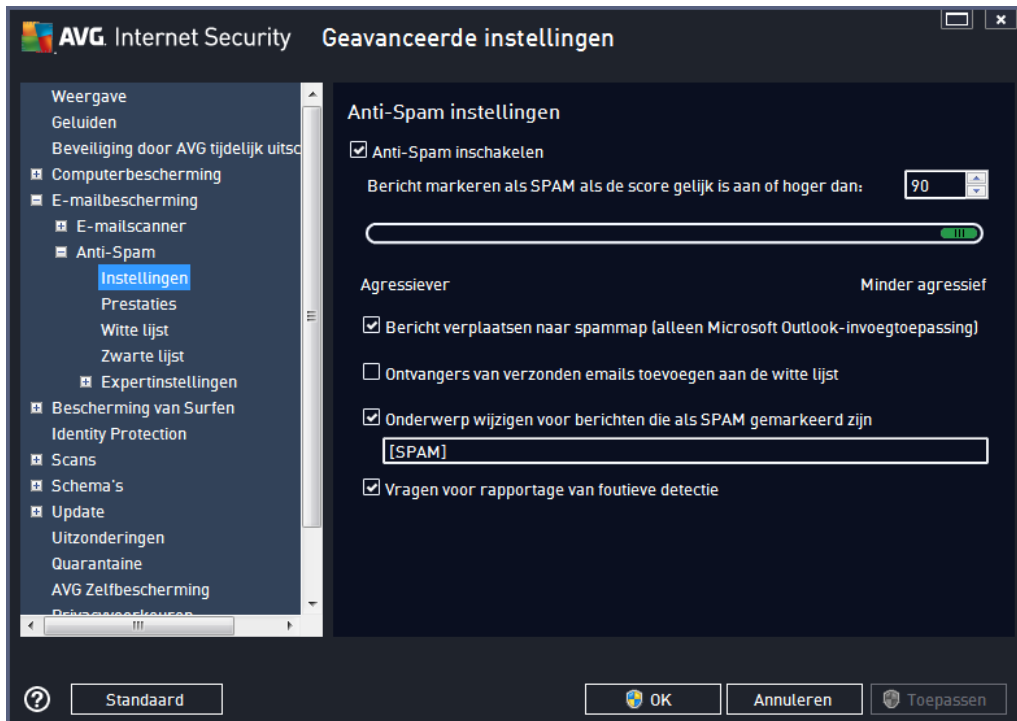 AVG. Internet Security Geavanceerde instellingen
Weergave
Geluiden
Beveiliging door AVG tijdelijk uitsc
Computerbescherming
E-mailbescherming
E-mailscanner
Anti-Spam
Instellingen
Prestaties
Witte lijst
Zwarte lijst
Expertinstellingen
Bescherming van Surfen
Identity Protection
Scans
Schema's
Update
Uitzonderingen
Quarantaine
AVG Zelfbescherming
Privacyvoorkeuren
Anti-Spam instellingen
Anti-Spam inschakelen
Bericht markeren als SPAM als de score gelijk is aan of hoger dan: 90
Agressiever Minder agressief
Bericht verplaatsen naar spammap (alleen Microsoft Outlook-invoegtoepassing)
Ontvangers van verzonden emails toevoegen aan de witte lijst
Onderwerp wijzigen voor berichten die als SPAM gemarkeerd zijn
[SPAM]
Vragen voor rapportage van foutieve detectie
Standaard OK Annuleren Toepassen